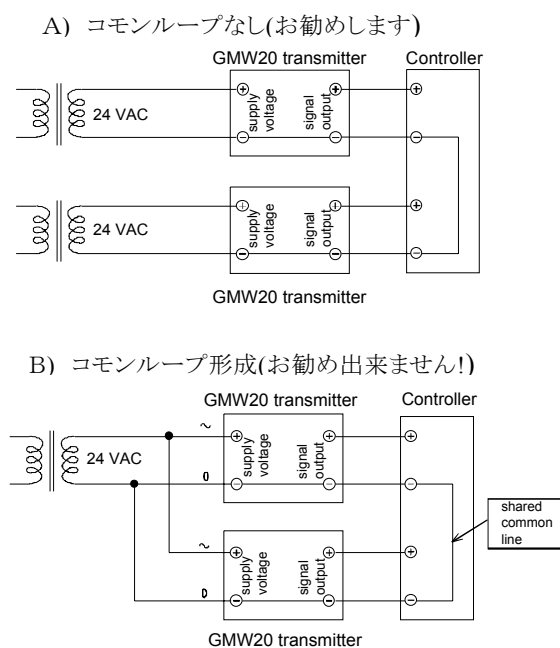 A) コモンループなし(お勧めします)
GMW20 transmitter
Controller
24 VAC
supply voltage
signal output
24 VAC
supply voltage
signal output
GMW20 transmitter
B) コモンループ形成(お勧め出来ません!)
GMW20 transmitter
Controller
24 VAC
~
0
supply voltage
signal output
shared
common
line
~
0
supply voltage
signal output
GMW20 transmitter